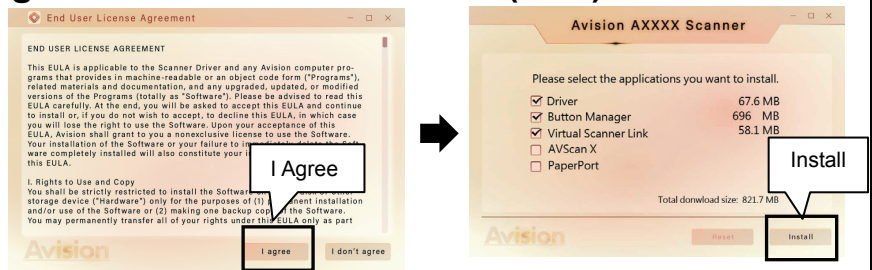 End User License Agreement
END USER LICENSE AGREEMENT
This EULA is applicable to the Scanner Driver and any Avision computer pro-
grams that provides in machine-readable or an object code form ("Programs"),
related materials and documentation, and any upgraded, updated, or modified
versions of the Programs (totally as "Software"). Please be advised to read this
EULA carefully. At the end, you will be asked to accept this EULA and continue
to install or, if you do not wish to accept, to decline this EULA, in which case
you will lose the right to use the Software. Upon your acceptance of this
EULA, Avision shall grant to you a nonexclusive license to use the Software.
Your installation of the Software or your failure to
ware completely installed will also constitute your
this EULA.
I. Rights to Use and Copy
You shall be strictly restricted to install the Software
storage device ("Hardware") only for the purposes of (1) permanent installation
and/or use of the Software or (2) making one backup copy of the Software.
You may permanently transfer all of your rights under this EULA only as part
I Agree
Avision
I agree
I don't agree
Avision AXXXX Scanner
Please select the applications you want to install.
Driver 67.6 MB
Button Manager 696 MB
Virtual Scanner Link 58.1 MB
AVScan X
PaperPort
Install
Total donwload size: 821.7 MB
Avision
Reset
Install